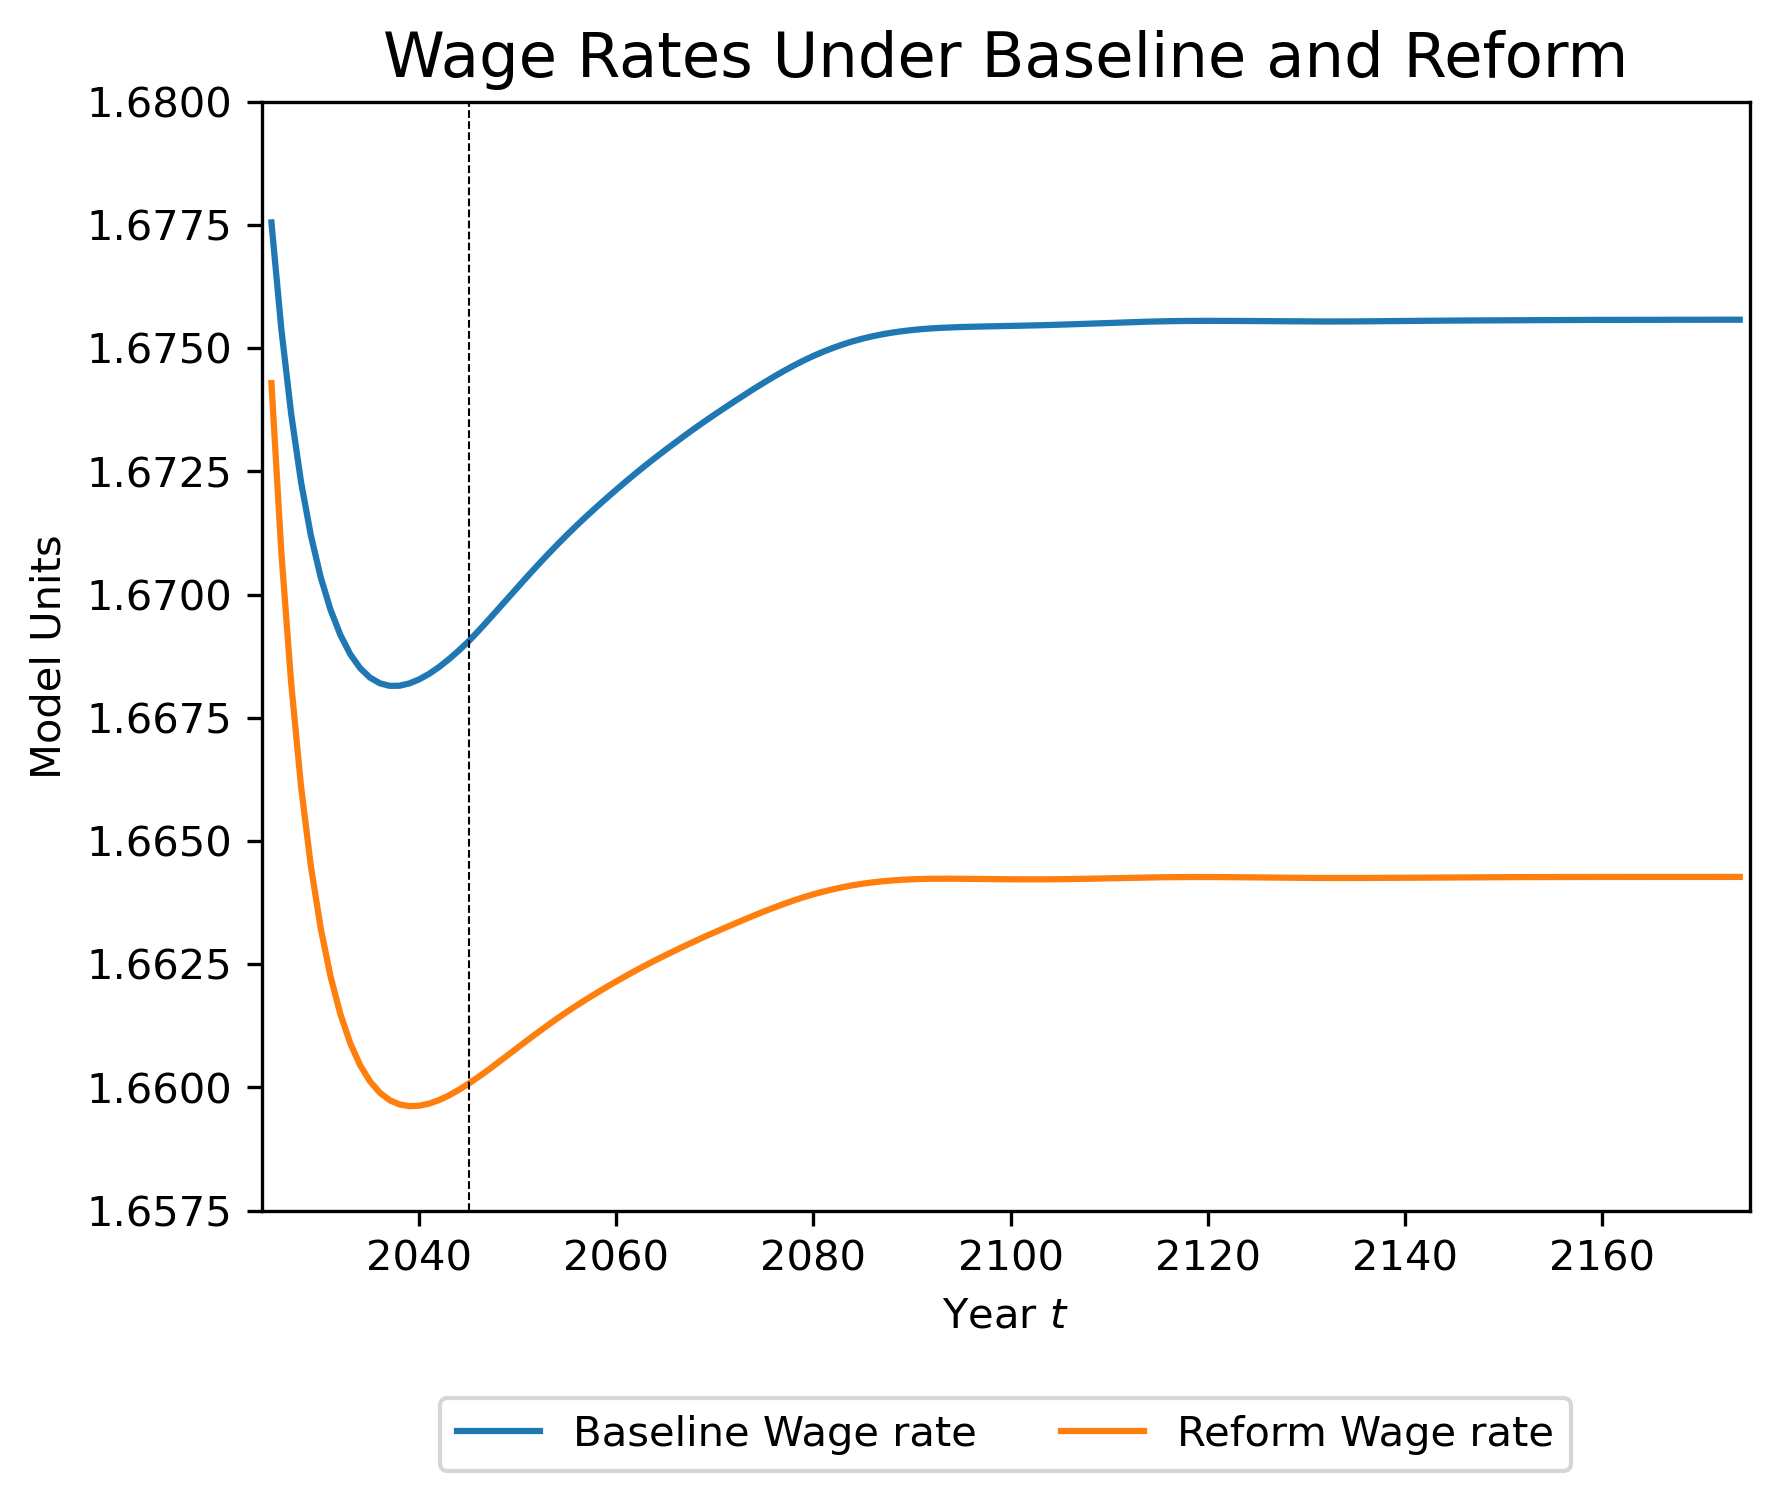 Wage Rates Under Baseline and Reform
1.6800
1.6775
1.6750
1.6725
1.6700
1.6675
1.6650
1.6625
1.6600
1.6575
Model Units
2040 2060 2080 2100 2120 2140 2160
Year t
Baseline Wage rate Reform Wage rate